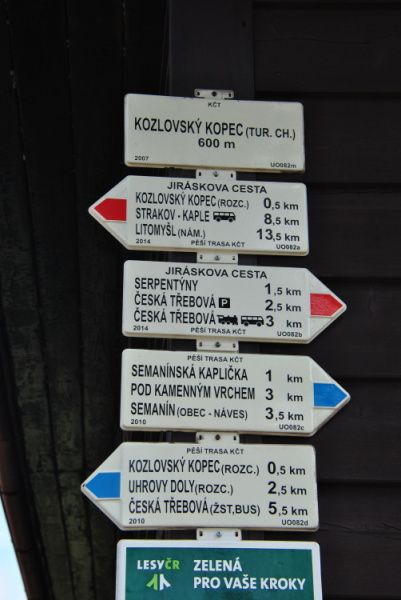 KČT
KOZLOVSKÝ KOPEC (TUR. CH.)
600 m
2007 UO082m
JIRÁSKOVA CESTA
KOZLOVSKÝ KOPEC (ROZC.) 0,5 km
STRAKOV - KAPLE 8,5 km
LITOMYŠL (NÁM.) 13,5 km
2014 PĚŠÍ TRASA KČT UO082a
JIRÁSKOVA CESTA
SERPENTÝNY 1,5 km
ČESKÁ TŘEBOVÁ P 2,5 km
ČESKÁ TŘEBOVÁ 3 km
2014 PĚŠÍ TRASA KČT UO082b
PĚŠÍ TRASA KČT
SEMANÍNSKÁ KAPLIČKA 1 km
POD KAMENNÝM VRCHEM 3 km
SEMANÍN (OBEC - NÁVES) 3,5 km
2010 UO082c
PĚŠÍ TRASA KČT
KOZLOVSKÝ KOPEC (ROZC.) 0,5 km
UHROVY DOLY (ROZC.) 2,5 km
ČESKÁ TŘEBOVÁ (ŽST, BUS) 5,5 km
2010 UO082d
LESY ČR ZELENÁ
PRO VAŠE KROKY